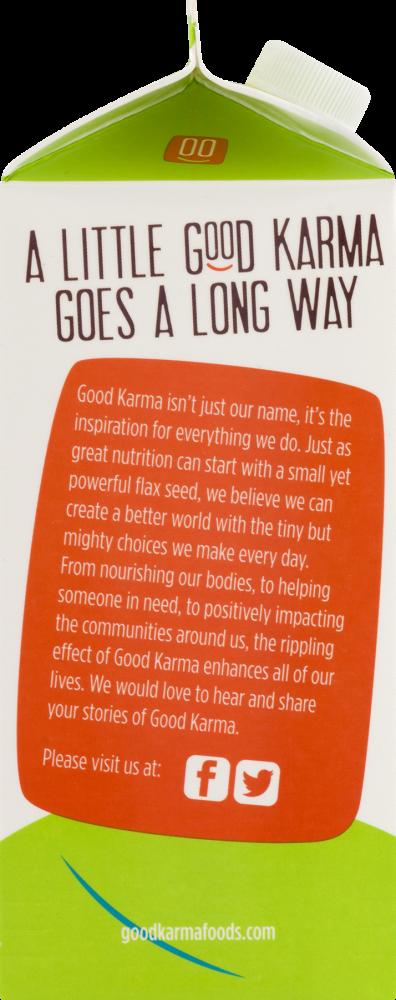 OO
A LITTLE GOOD KARMA
GOES A LONG WAY
Good Karma isn't just our name, it's the
inspiration for everything we do. Just as
great nutrition can start with a small yet
powerful flax seed, we believe we can
create a better world with the tiny but
mighty choices we make every day.
From nourishing our bodies, to helping
someone in need, to positively impacting
the communities around us, the rippling
effect of Good Karma enhances all of our
lives. We would love to hear and share
your stories of Good Karma.
Please visit us at: f
goodkarmafoods.com